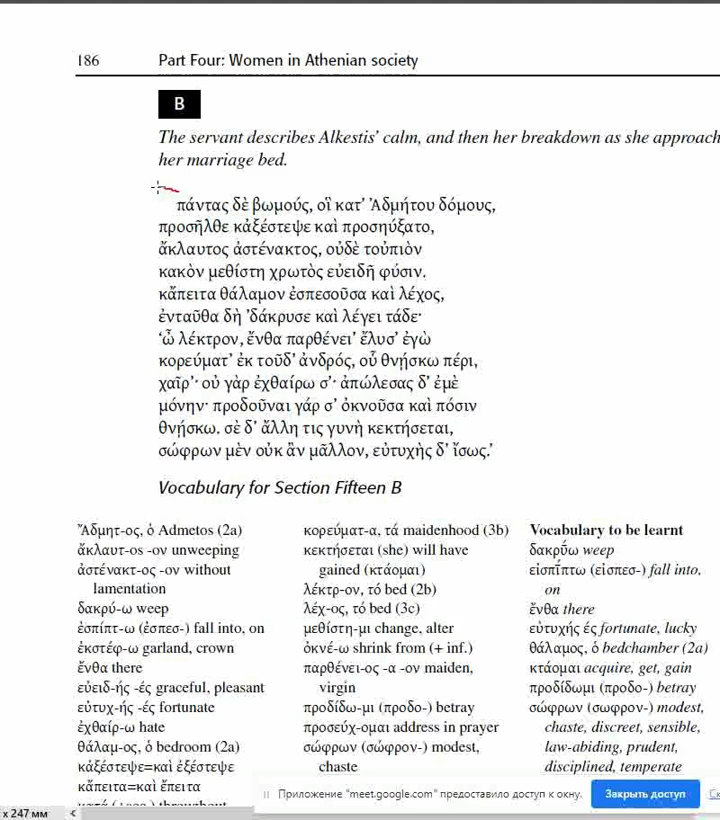 186 Part Four: Women in Athenian society
B
The servant describes Alkestis' calm, and then her breakdown as she approach
her marriage bed.
πάντας δὲ βωμούς, οἳ κατ' Ἀδμήτου δόμους,
προσῆλθε κἀξέστεψε καὶ προσηύξατο,
ἄκλαυτος ἀστένακτος, οὐδὲ τοὐπιὸν
κακὸν μεθίστη χρωτὸς εὐειδῆ φύσιν.
κἄπειτα θάλαμον ἐσπεσοῦσα καὶ λέχος,
ἐνταῦθα δὴ 'δάκρυσε καὶ λέγει τάδε·
'ὦ λέκτρον, ἔνθα παρθένει' ἔλυσ' ἐγὼ
κορεύματ' ἐκ τοῦδ' ἀνδρός, οὗ θνῄσκω πέρι,
χαῖρ'· οὐ γὰρ ἐχθαίρω σ'· ἀπώλεσας δ' ἐμὲ
μόνην· προδοῦναι γάρ σ' ὀκνοῦσα καὶ πόσιν
θνῄσκω. σὲ δ' ἄλλη τις γυνὴ κεκτήσεται,
σώφρων μὲν οὐκ ἂν μᾶλλον, εὐτυχὴς δ' ἴσως.'
Vocabulary for Section Fifteen B
Ἄδμητ-ος, ὁ Admetos (2a)
ἄκλαυτ-os -ον unweeping
ἀστένακτ-ος -ον without
lamentation
δακρύ-ω weep
ἐσπίπτ-ω (ἐσπεσ-) fall into, on
ἐκστέφ-ω garland, crown
ἔνθα there
εὐειδ-ής -ές graceful, pleasant
εὐτυχ-ής -ές fortunate
ἐχθαίρ-ω hate
θάλαμ-ος, ὁ bedroom (2a)
κἀξέστεψε=καὶ ἐξέστεψε
κἄπειτα=καὶ ἔπειτα
κορεύματ-α, τά maidenhood (3b)
κεκτήσεται (she) will have
gained (κτάομαι)
λέκτρ-ον, τό bed (2b)
λέχ-ος, τό bed (3c)
μεθίστη-μι change, alter
ὀκνέ-ω shrink from (+ inf.)
παρθένει-ος -α -ον maiden,
virgin
προδίδω-μι (προδο-) betray
προσεύχ-ομαι address in prayer
σώφρων (σώφρον-) modest,
chaste
Vocabulary to be learnt
δακρύ̄ω weep
εἰσπί̄πτω (εἰσπεσ-) fall into,
on
ἔνθα there
εὐτυχής ές fortunate, lucky
θάλαμος, ὁ bedchamber (2a)
κτάομαι acquire, get, gain
προδίδωμι (προδο-) betray
σώφρων (σωφρον-) modest,
chaste, discreet, sensible,
law-abiding, prudent,
disciplined, temperate
Приложение "meet.google.com" предоставило доступ к окну.
Закрыть доступ
x 247 мм